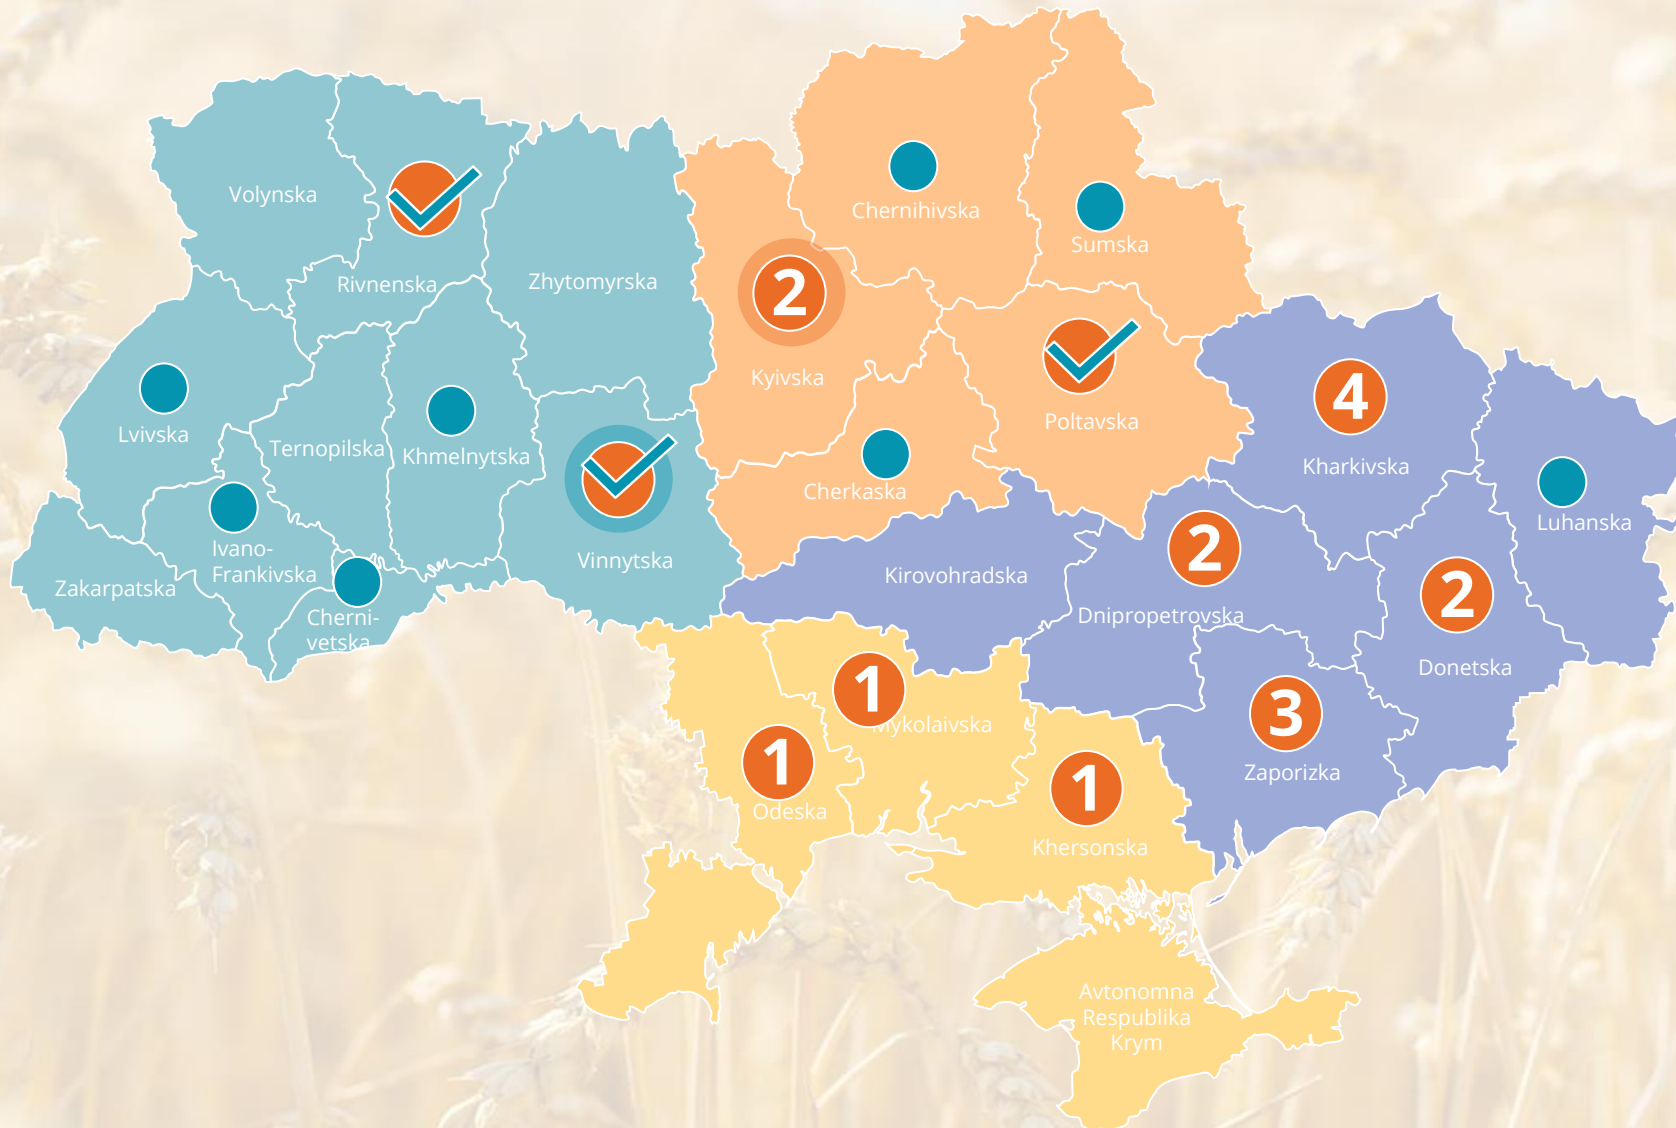 Volynska
Rivnenska
Zhytomyrska
2
Kyivska
Chernihivska
Sumska
Poltavska
4
Kharkivska
Lvivska
Ternopilska
Khmelnytska
Cherkaska
Luhanska
Ivano-
Frankivska
Zakarpatska
Cherni-
vetska
Vinnytska
Kirovohradska
2
Dnipropetrovska
2
Donetska
1
Mykolaivska
3
Zaporizka
1
Odeska
1
Khersonska
Avtonomna
Respublika
Krym